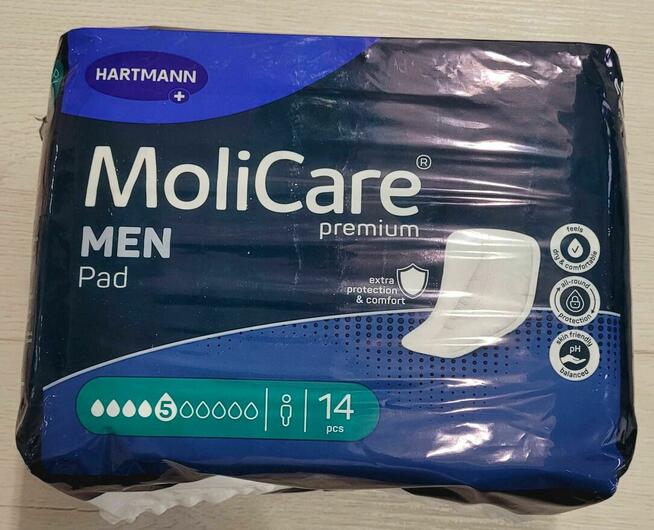 HARTMANN
MoliCare®
premium
MEN
Pad
extra
protection
& comfort
feels
dry & comfortable
all-round
protection
skin friendly
pH
balanced
5
14
pcs